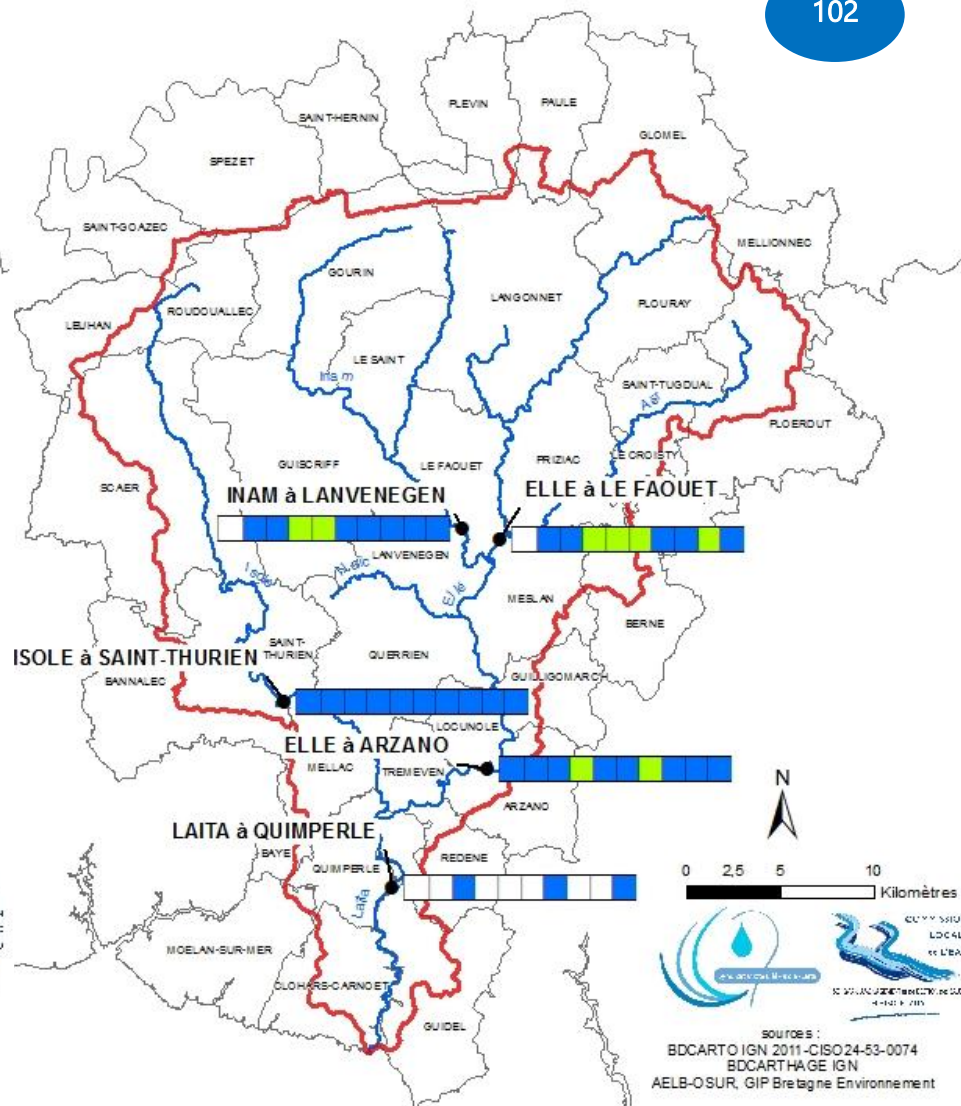 102
PLEVIN
PAULE
SAINT-HERNIN
GLOMEL
SPEZET
SAINT-GOAZEC
MELLIONNEC
GOURIN
LANGONNET
PLOURAY
ROUDOUALLEC
LEUHAN
LE SAINT
Inam
SAINT-TUGDUAL
Aër
PLOERDUT
LE CROISTY
PRIZIAC
LE FAOUET
GUISCRIFF
SCAER
INAM à LANVENEGEN
ELLE à LE FAOUET
LANVENEGEN
Isole
Naïc
Ellé
MESLAN
BERNE
SAINT-
THURIEN
QUERRIEN
ISOLE à SAINT-THURIEN
BANNALEC
GUILLIGOMARCH
LOCUNOLE
ELLE à ARZANO
MELLAC
TREMEVEN
ARZANO
N
LAITA à QUIMPERLE
BAYE
QUIMPERLE
REDENE
0 2,5 5 10
Kilomètres
Laïta
MOELAN-SUR-MER
CLOHARS-CARNOET
GUIDEL
LOCAL
sources :
BDCARTO IGN 2011-CISO24-53-0074
BDCARTHAGE IGN
AELB-OSUR, GIP Bretagne Environnement